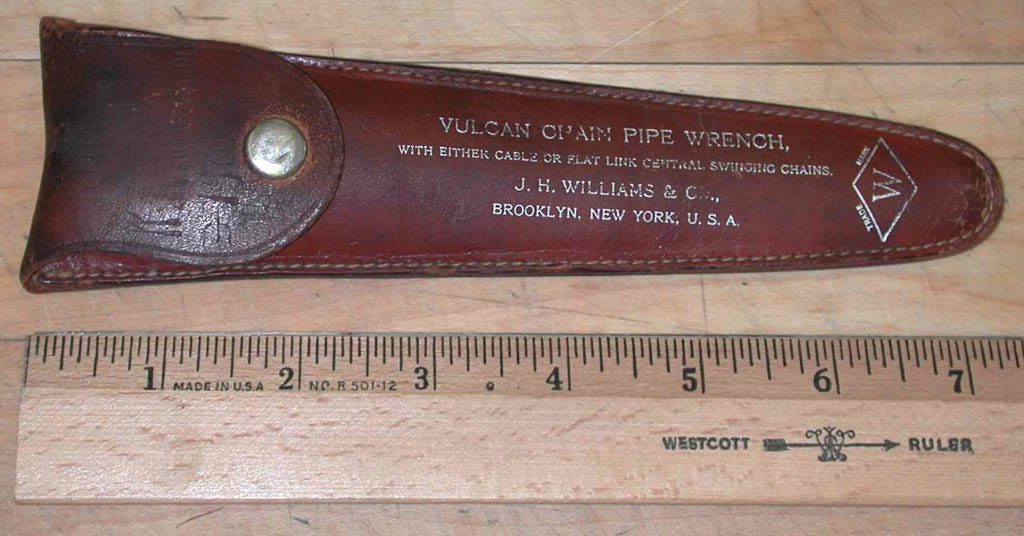 VULCAN CHAIN PIPE WRENCH,
WITH EITHER CABLE OR FLAT LINK CENTRAL SWINGING CHAINS.
J. H. WILLIAMS & CO.,
BROOKLYN, NEW YORK, U. S. A.
TRADE MARK
W
1 2 3 4 5 6 7
MADE IN U.S.A NO. R 501-12
WESTCOTT RULER